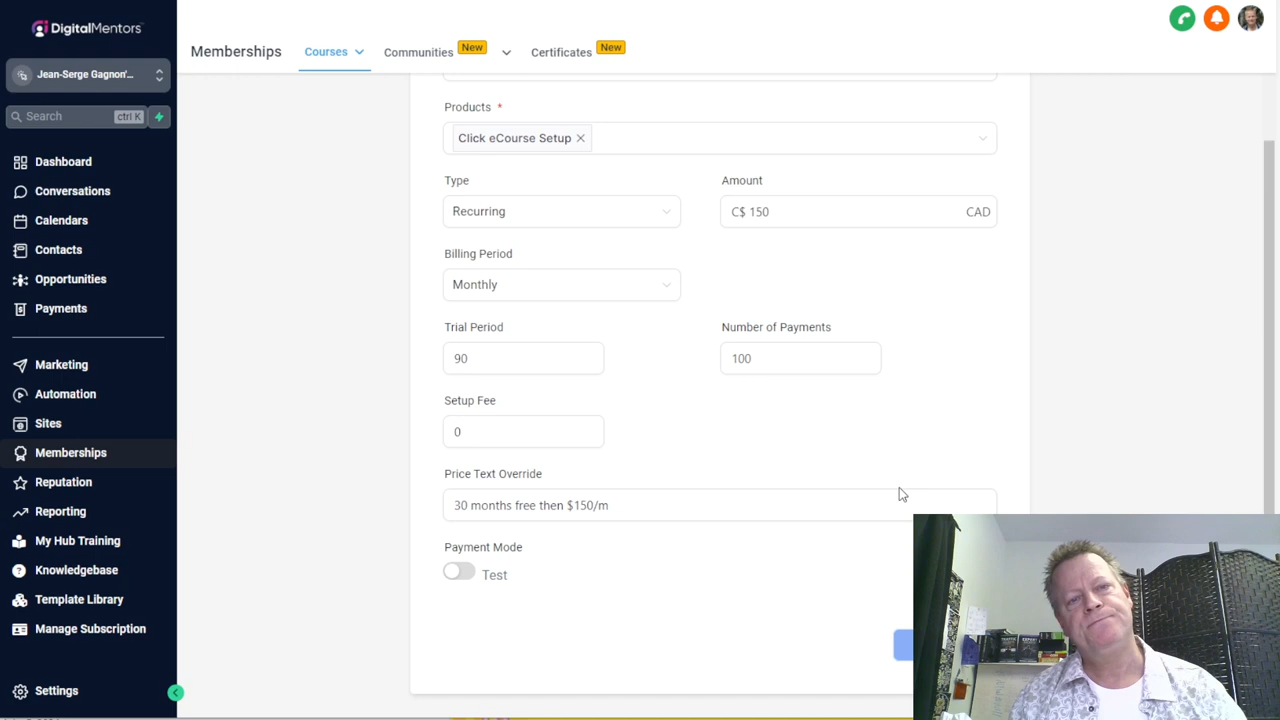 DigitalMentors
Jean-Serge Gagnon'...
Search
ctrl K
Dashboard
Conversations
Calendars
Contacts
Opportunities
Payments
Marketing
Automation
Sites
Memberships
Reputation
Reporting
My Hub Training
Knowledgebase
Template Library
Manage Subscription
Settings
Memberships
Courses
Communities
New
Certificates
New
Products *
Click eCourse Setup
Type
Amount
Recurring
C$ 150
CAD
Billing Period
Monthly
Trial Period
Number of Payments
90
100
Setup Fee
0
Price Text Override
30 months free then $150/m
Payment Mode
Test